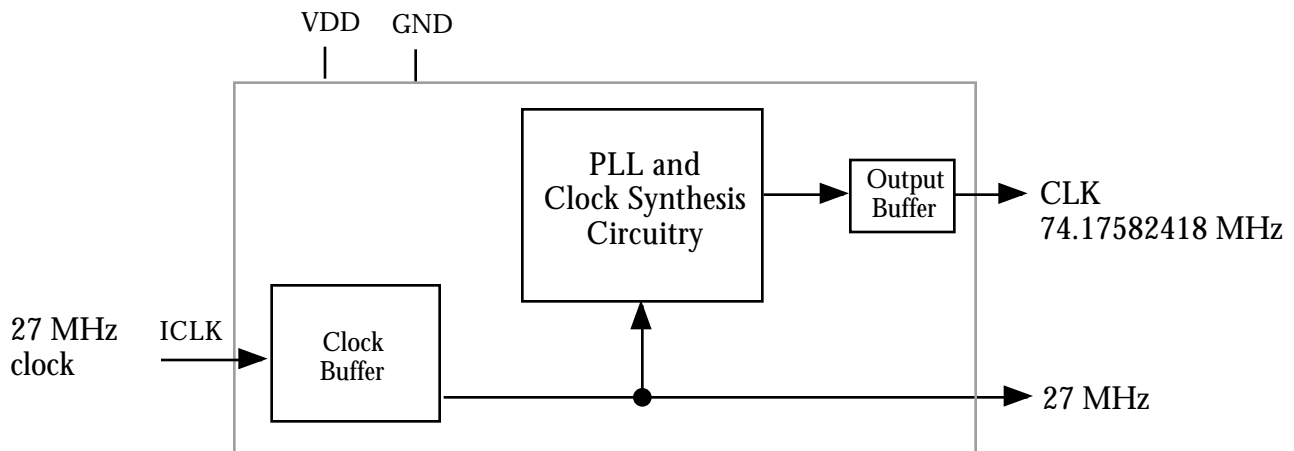 VDD GND
PLL and
Clock Synthesis
Circuitry
Output
Buffer
CLK
74.17582418 MHz
27 MHz
clock
ICLK
Clock
Buffer
27 MHz